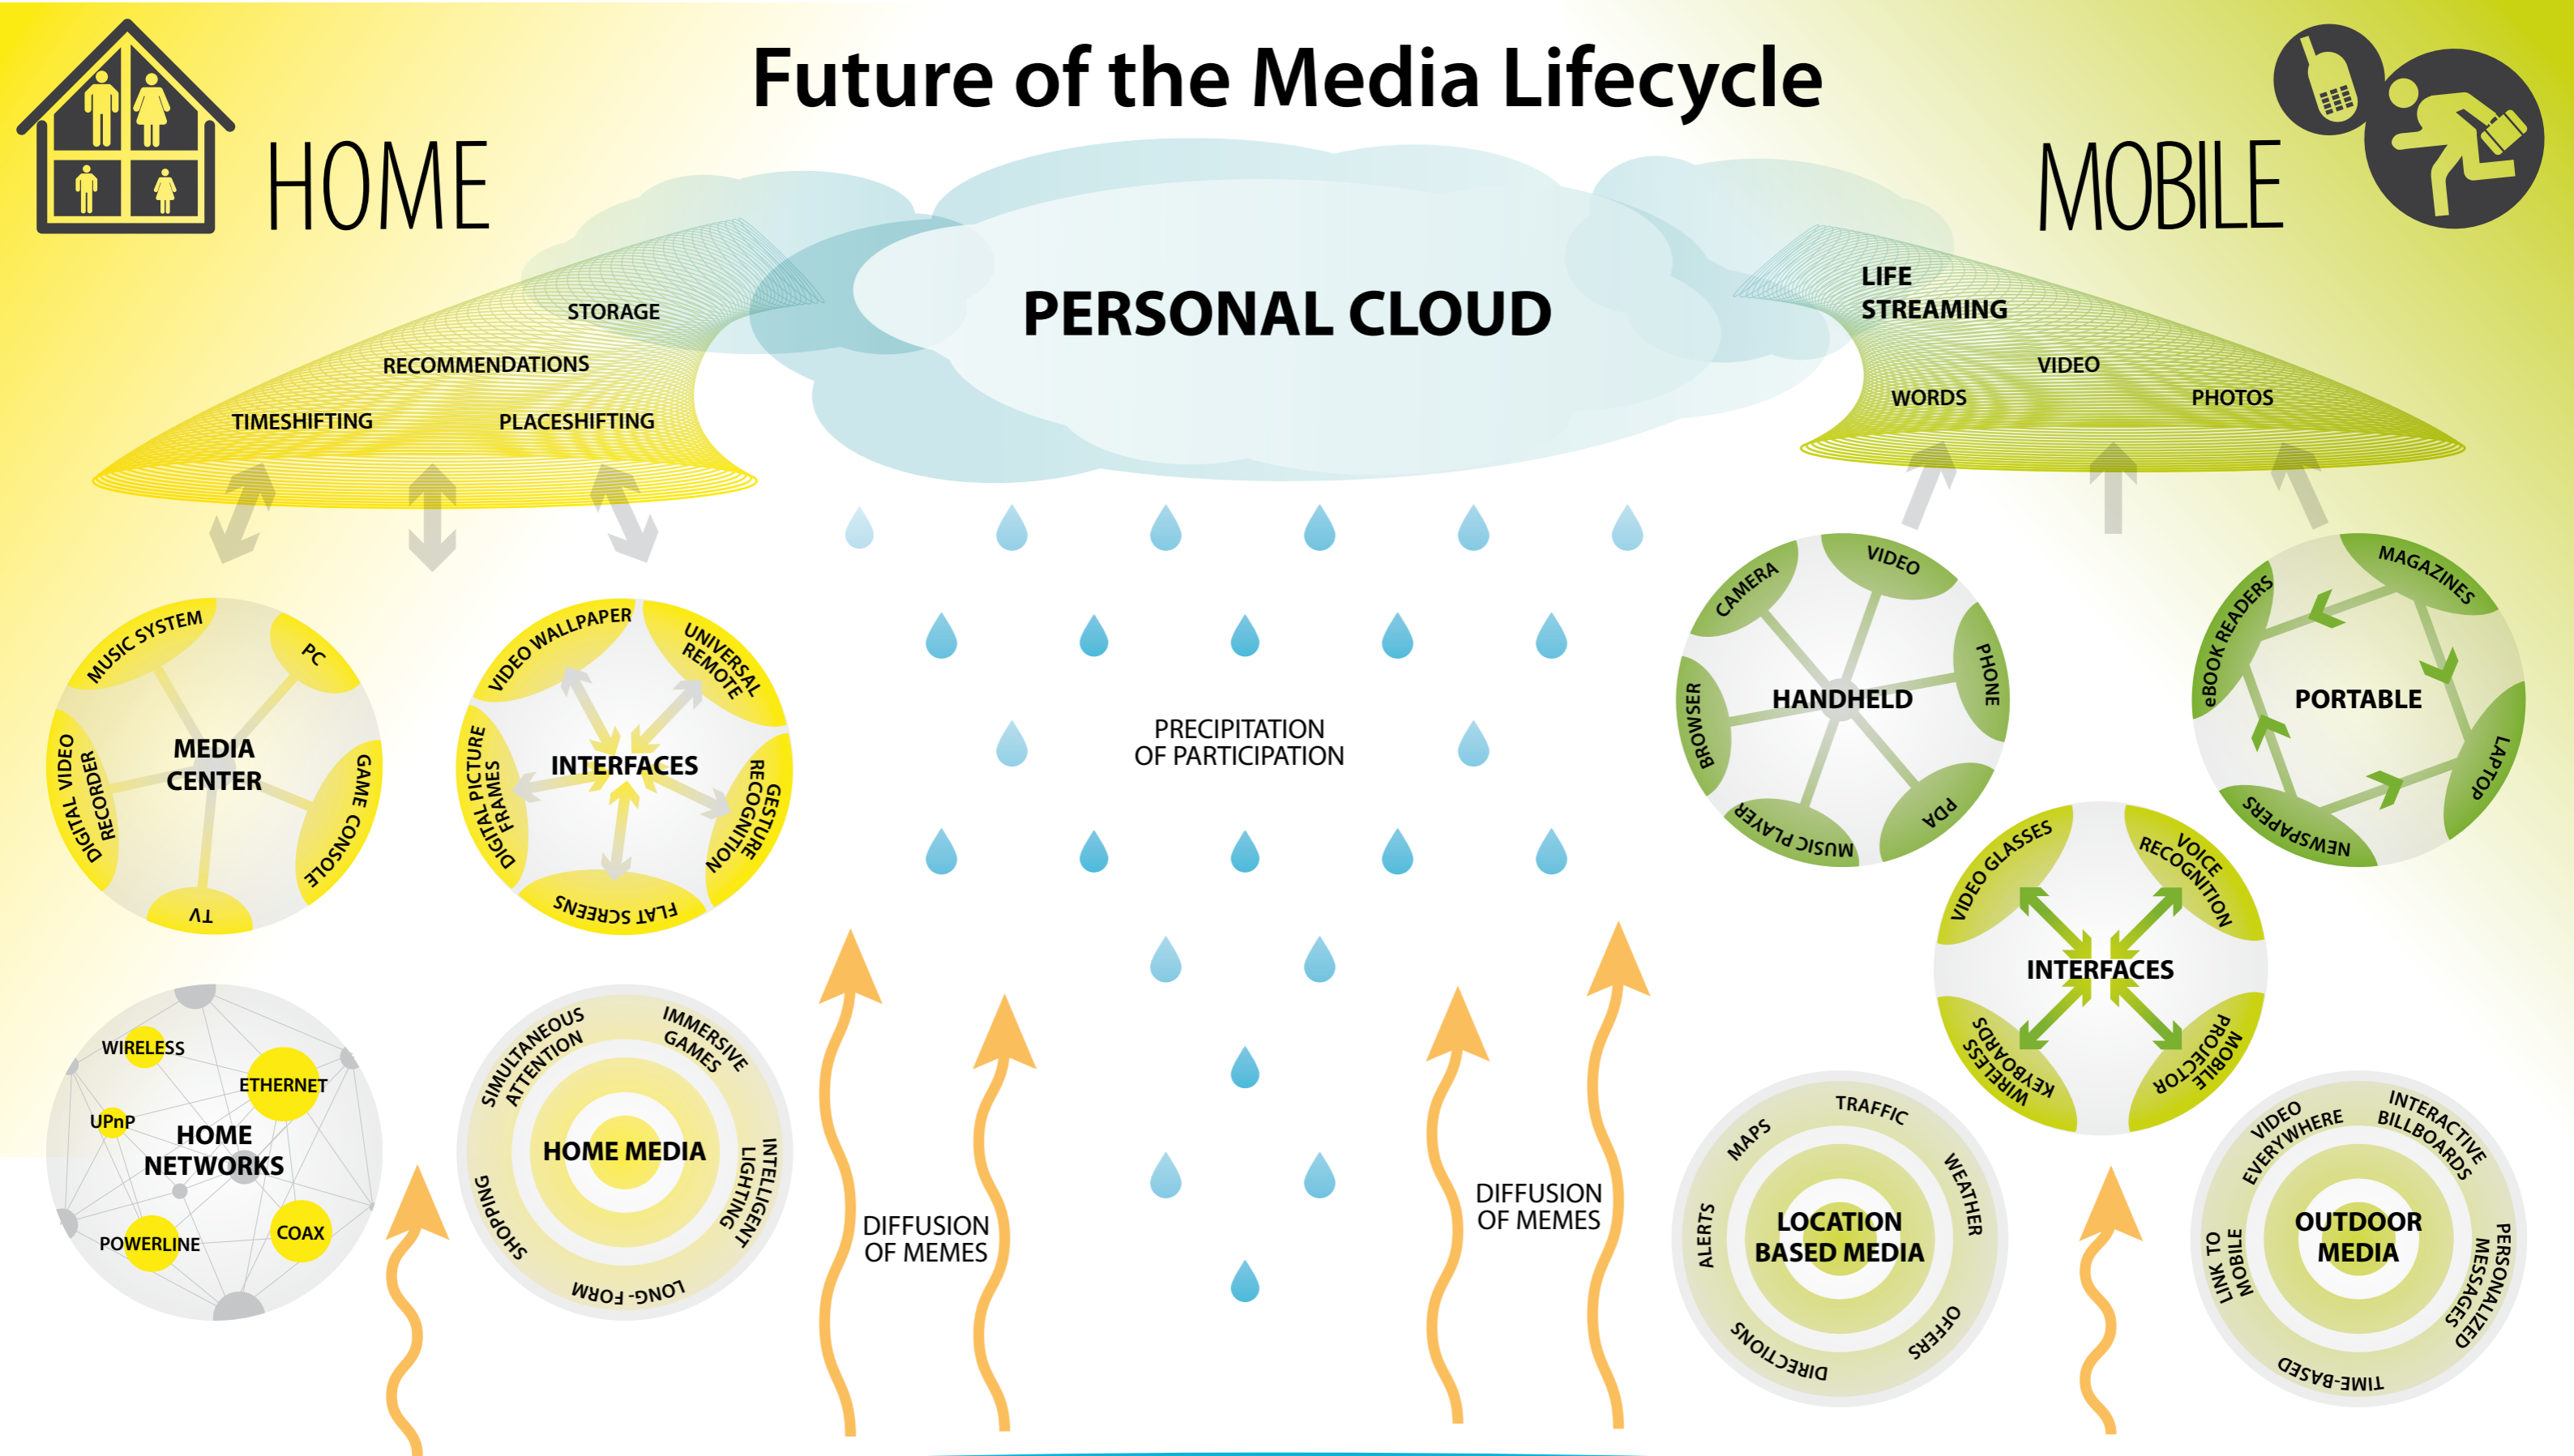 Future of the Media Lifecycle
HOME
MOBILE
PERSONAL CLOUD
STORAGE
RECOMMENDATIONS
TIMESHIFTING
PLACESHIFTING
LIFE
STREAMING
VIDEO
WORDS
PHOTOS
MEDIA
CENTER
MUSIC SYSTEM
PC
GAME CONSOLE
TV
DIGITAL VIDEO
RECORDER
INTERFACES
VIDEO WALLPAPER
UNIVERSAL
REMOTE
GESTURE
RECOGNITION
FLAT SCREENS
DIGITAL PICTURE
FRAMES
PRECIPITATION
OF PARTICIPATION
HANDHELD
CAMERA
VIDEO
PHONE
PDA
MUSIC PLAYER
BROWSER
PORTABLE
MAGAZINES
LAPTOP
NEWSPAPERS
eBOOK READERS
INTERFACES
VIDEO GLASSES
VOICE
RECOGNITION
MOBILE
PROJECTOR
WIRELESS
KEYBOARDS
HOME
NETWORKS
WIRELESS
ETHERNET
UPnP
POWERLINE
COAX
HOME MEDIA
SIMULTANEOUS
ATTENTION
IMMERSIVE
GAMES
INTELLIGENT
LIGHTING
LONG-FORM
SHOPPING
DIFFUSION
OF MEMES
DIFFUSION
OF MEMES
LOCATION
BASED MEDIA
MAPS
TRAFFIC
WEATHER
OFFERS
DIRECTIONS
ALERTS
OUTDOOR
MEDIA
VIDEO
EVERYWHERE
INTERACTIVE
BILLBOARDS
PERSONALIZED
MESSAGES
TIME-BASED
LINK TO
MOBILE